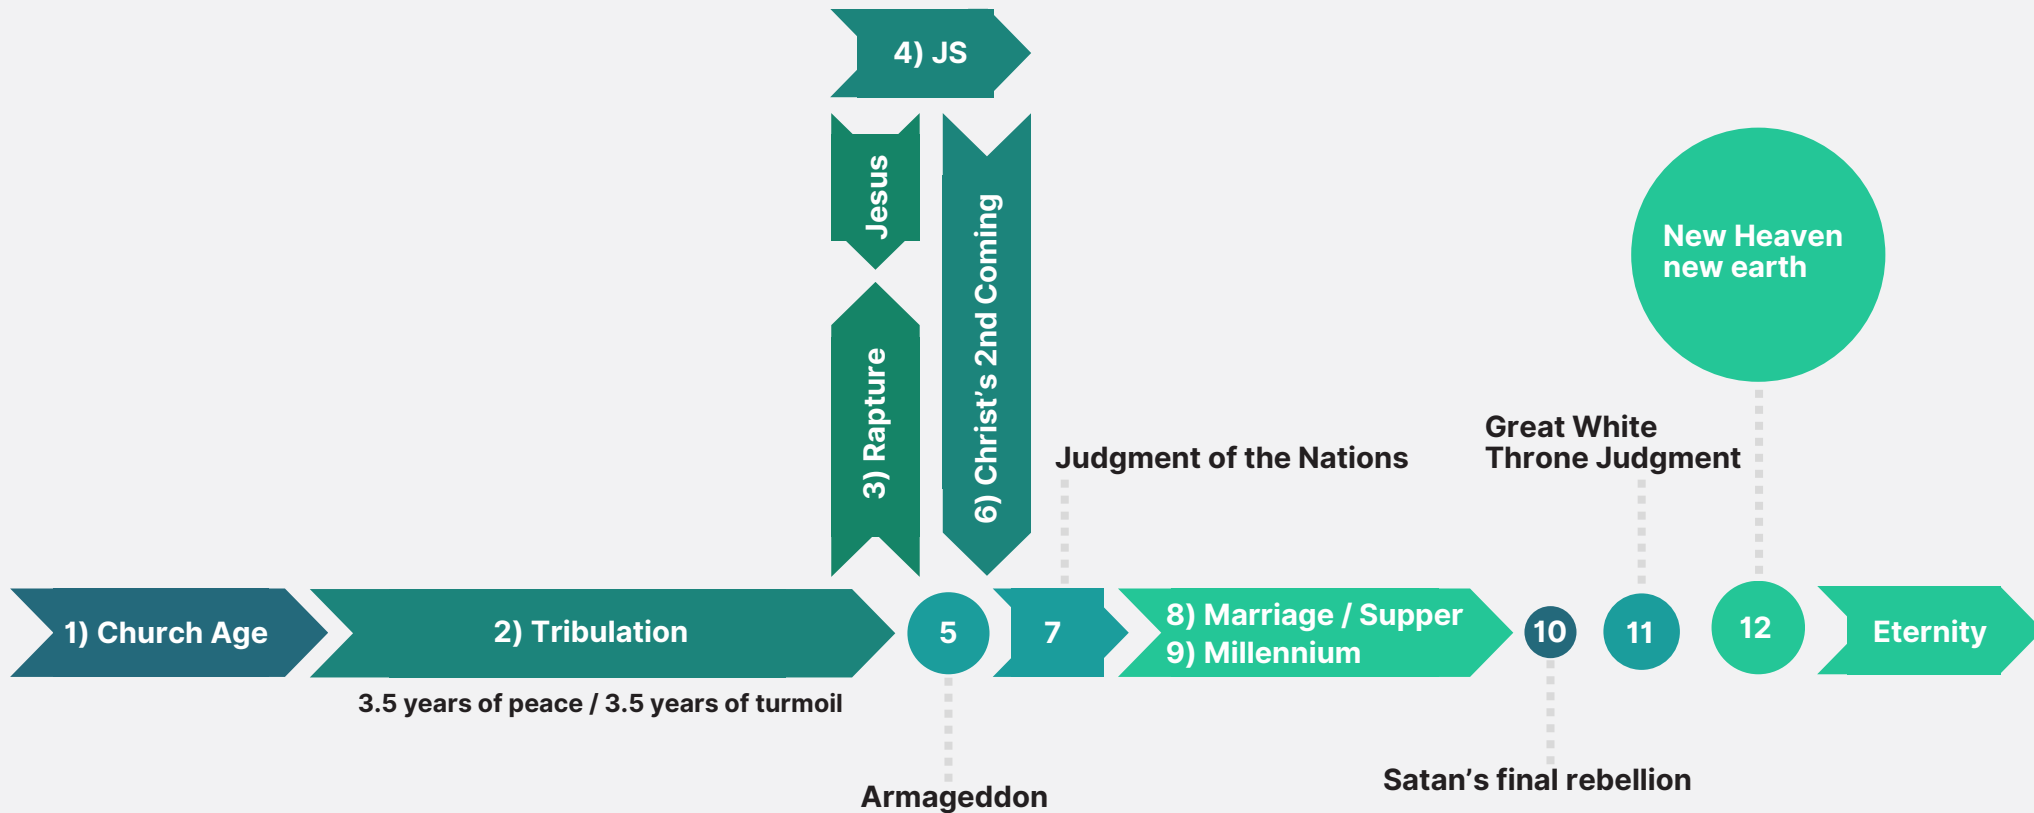 4) JS
Jesus
3) Rapture
6) Christ’s 2nd Coming
New Heaven
new earth
Judgment of the Nations
Great White
Throne Judgment
1) Church Age
2) Tribulation
5
7
8) Marriage / Supper
9) Millennium
10
11
12
Eternity
3.5 years of peace / 3.5 years of turmoil
Armageddon
Satan’s final rebellion